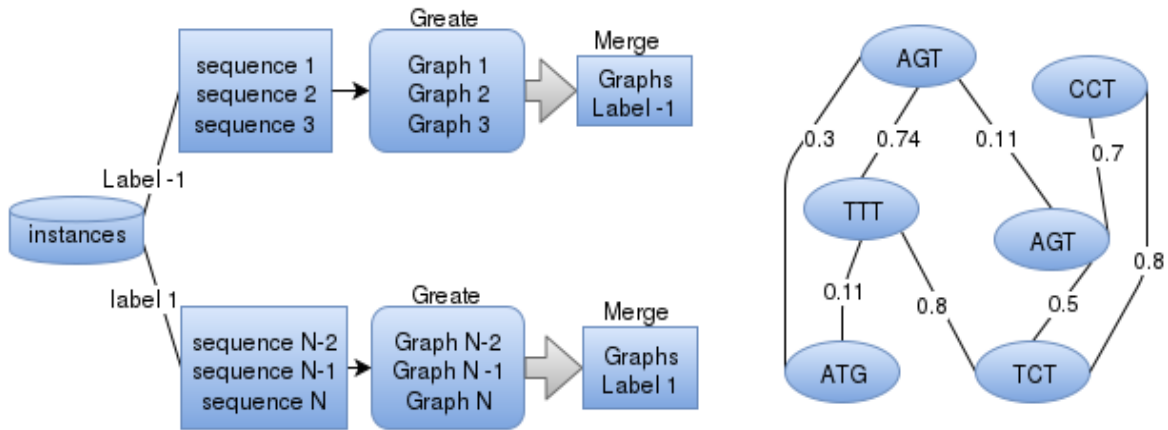 Greate
Merge
sequence 1
sequence 2
sequence 3
Graph 1
Graph 2
Graph 3
Graphs
Label -1
Label -1
instances
label 1
Greate
Merge
sequence N-2
sequence N-1
sequence N
Graph N-2
Graph N -1
Graph N
Graphs
Label 1
AGT
CCT
0.3
0.74
0.11
0.7
TTT
AGT
0.8
0.11
0.8
0.5
ATG
TCT